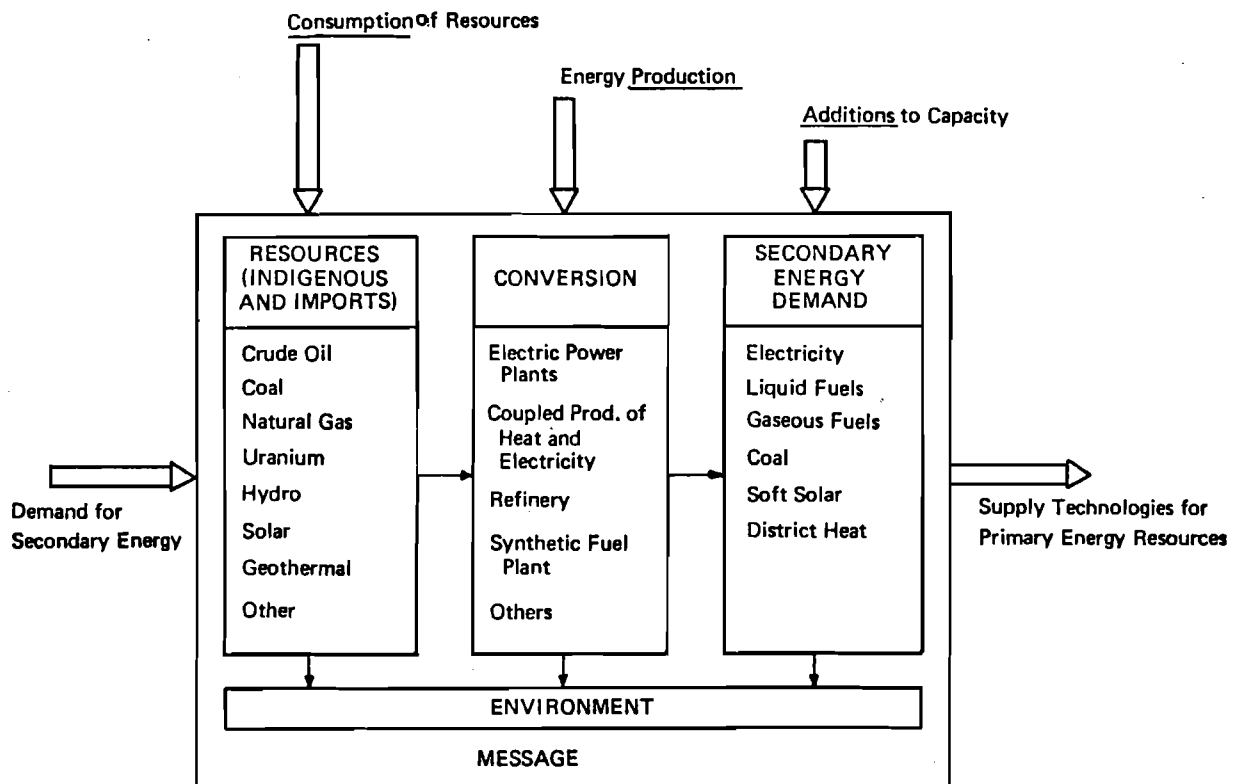 Consumption of Resources
Energy Production
Additions to Capacity
RESOURCES
(INDIGENOUS
AND IMPORTS)
Crude Oil
Coal
Natural Gas
Uranium
Hydro
Solar
Geothermal
Other
CONVERSION
Electric Power
Plants
Coupled Prod. of
Heat and
Electricity
Refinery
Synthetic Fuel
Plant
Others
SECONDARY
ENERGY
DEMAND
Electricity
Liquid Fuels
Gaseous Fuels
Coal
Soft Solar
District Heat
Demand for
Secondary Energy
Supply Technologies for
Primary Energy Resources
ENVIRONMENT
MESSAGE